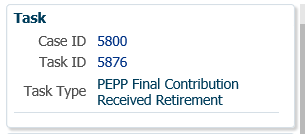 Task
Case ID 5800
Task ID 5876
Task Type PEPP Final Contribution
Received Retirement